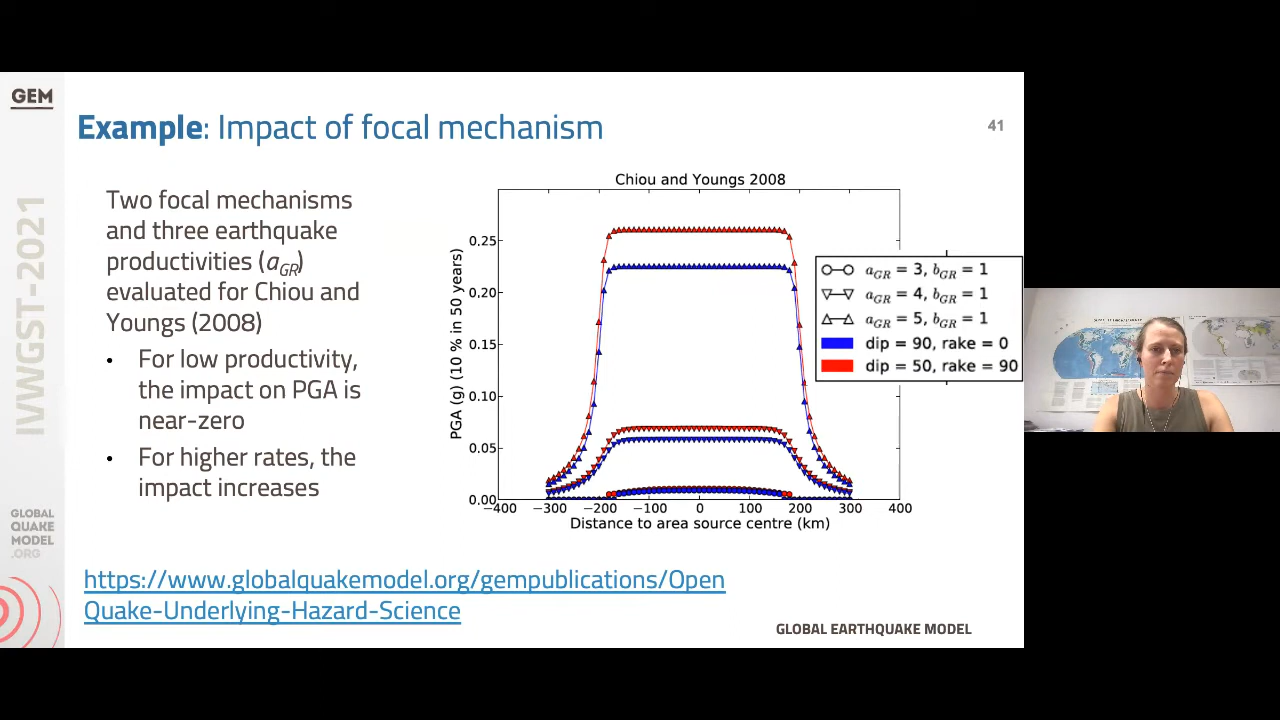 GEM
Example: Impact of focal mechanism
41
IVWGST-2021
Two focal mechanisms
and three earthquake
productivities (aGR)
evaluated for Chiou and
Youngs (2008)
• For low productivity,
the impact on PGA is
near-zero
• For higher rates, the
impact increases
Chiou and Youngs 2008
PGA (g) (10 % in 50 years)
0.25
0.20
0.15
0.10
0.05
0.00
−400 −300 −200 −100 0 100 200 300 400
Distance to area source centre (km)
aGR = 3, bGR = 1
aGR = 4, bGR = 1
aGR = 5, bGR = 1
dip = 90, rake = 0
dip = 50, rake = 90
GLOBAL
QUAKE
MODEL
.ORG
https://www.globalquakemodel.org/gempublications/Open
Quake-Underlying-Hazard-Science
GLOBAL EARTHQUAKE MODEL